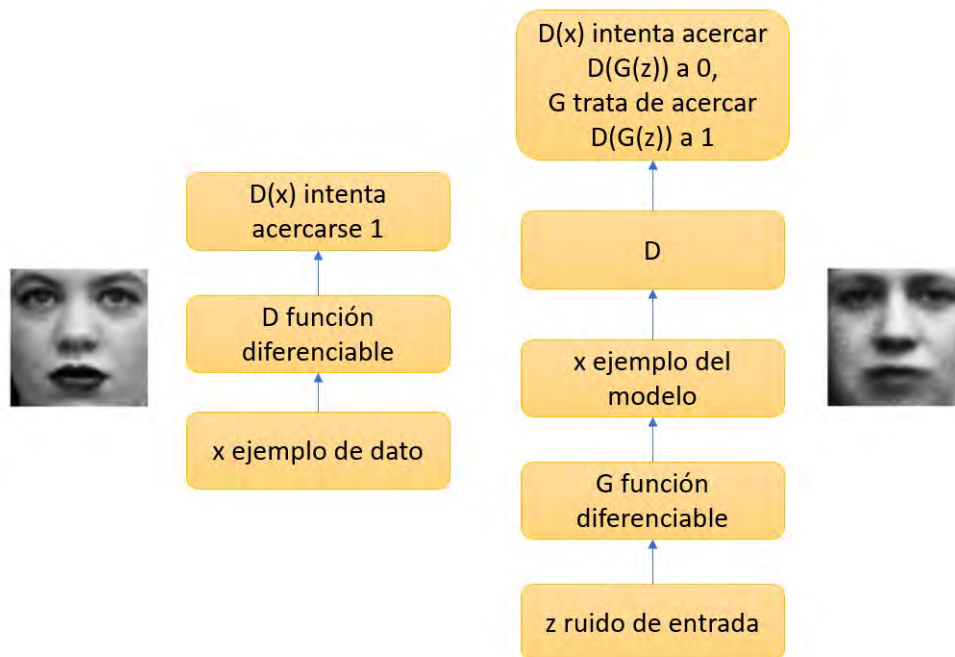 D(x) intenta
acercarse 1
D función
diferenciable
x ejemplo de dato
D(x) intenta acercar
D(G(z)) a 0,
G trata de acercar
D(G(z)) a 1
D
x ejemplo del
modelo
G función
diferenciable
z ruido de entrada